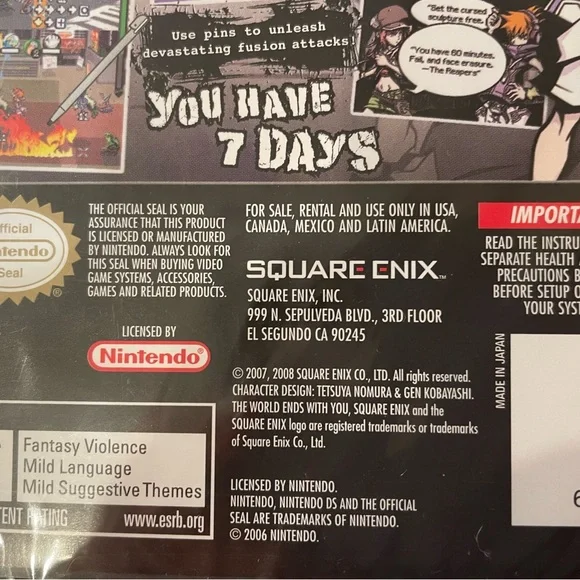 Use pins to unleash
devastating fusion attacks!
"Get the cursed
sculpture free."
"You have 60 minutes.
Fail, and face erasure.
—The Reapers"
YOU HAVE
7 DAYS
Official
Nintendo
Seal
®
THE OFFICIAL SEAL IS YOUR
ASSURANCE THAT THIS PRODUCT
IS LICENSED OR MANUFACTURED
BY NINTENDO. ALWAYS LOOK FOR
THIS SEAL WHEN BUYING VIDEO
GAME SYSTEMS, ACCESSORIES,
GAMES AND RELATED PRODUCTS.
LICENSED BY
Nintendo®
Fantasy Violence
Mild Language
Mild Suggestive Themes
TENT RATING
www.esrb.org
FOR SALE, RENTAL AND USE ONLY IN USA,
CANADA, MEXICO AND LATIN AMERICA.
SQUARE ENIX™
SQUARE ENIX, INC.
999 N. SEPULVEDA BLVD., 3RD FLOOR
EL SEGUNDO CA 90245
© 2007, 2008 SQUARE ENIX CO., LTD. All rights reserved.
CHARACTER DESIGN: TETSUYA NOMURA & GEN KOBAYASHI.
THE WORLD ENDS WITH YOU, SQUARE ENIX and the
SQUARE ENIX logo are registered trademarks or trademarks
of Square Enix Co., Ltd.
LICENSED BY NINTENDO.
NINTENDO, NINTENDO DS AND THE OFFICIAL
SEAL ARE TRADEMARKS OF NINTENDO.
© 2006 NINTENDO.
IMPORTA
READ THE INSTRU
SEPARATE HEALTH
PRECAUTIONS B
BEFORE SETUP O
YOUR SYST
MADE IN JAPAN
6